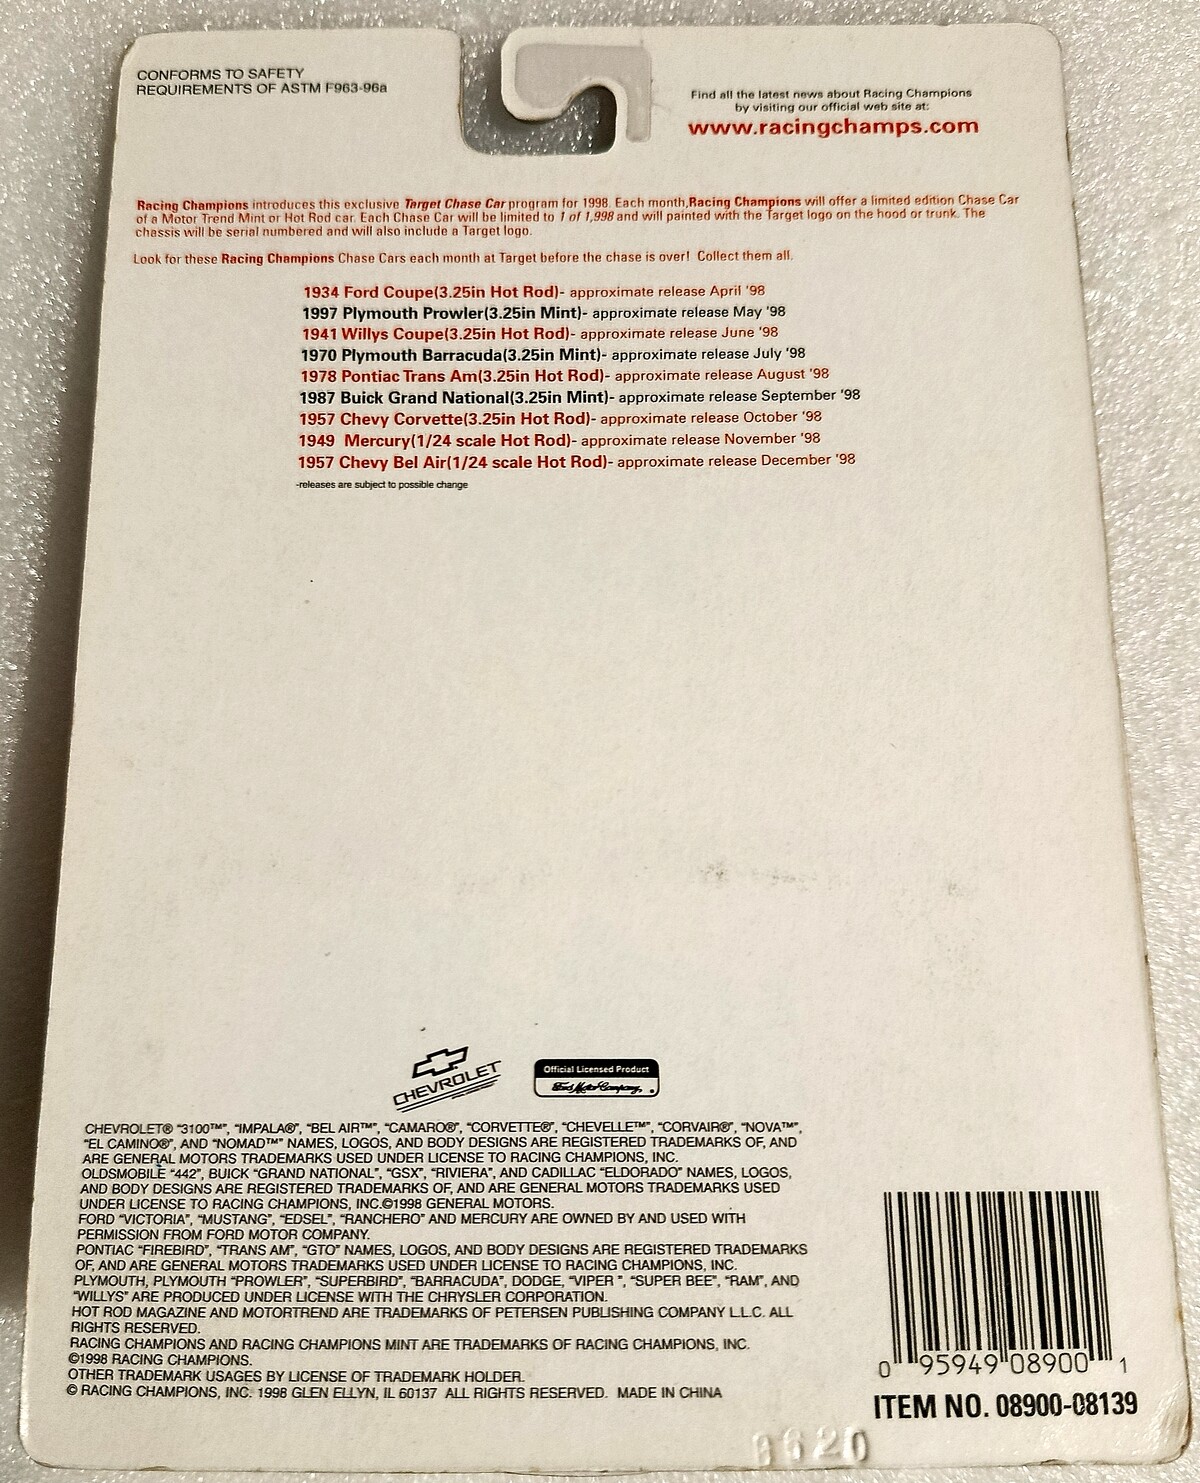 CONFORMS TO SAFETY
REQUIREMENTS OF ASTM F963-96a
Find all the latest news about Racing Champions
by visiting our official web site at:
www.racingchamps.com
Racing Champions introduces this exclusive Target Chase Car program for 1998. Each month,Racing Champions will offer a limited edition Chase Car
of a Motor Trend Mint or Hot Rod car. Each Chase Car will be limited to 1 of 1,998 and will painted with the Target logo on the hood or trunk. The
chassis will be serial numbered and will also include a Target logo.
Look for these Racing Champions Chase Cars each month at Target before the chase is over! Collect them all.
1934 Ford Coupe(3.25in Hot Rod)- approximate release April '98
1997 Plymouth Prowler(3.25in Mint)- approximate release May '98
1941 Willys Coupe(3.25in Hot Rod)- approximate release June '98
1970 Plymouth Barracuda(3.25in Mint)- approximate release July '98
1978 Pontiac Trans Am(3.25in Hot Rod)- approximate release August '98
1987 Buick Grand National(3.25in Mint)- approximate release September '98
1957 Chevy Corvette(3.25in Hot Rod)- approximate release October '98
1949 Mercury(1/24 scale Hot Rod)- approximate release November '98
1957 Chevy Bel Air(1/24 scale Hot Rod)- approximate release December '98
-releases are subject to possible change
CHEVROLET
Official Licensed Product
Ford Motor Company.
CHEVROLET® “3100™”, “IMPALA®”, “BEL AIR™”, “CAMARO®”, “CORVETTE®”, “CHEVELLE™”, “CORVAIR®”, “NOVA™”,
“EL CAMINO®”, AND “NOMAD™” NAMES, LOGOS, AND BODY DESIGNS ARE REGISTERED TRADEMARKS OF, AND
ARE GENERAL MOTORS TRADEMARKS USED UNDER LICENSE TO RACING CHAMPIONS, INC.
OLDSMOBILE “442”, BUICK “GRAND NATIONAL”, “GSX”, “RIVIERA”, AND CADILLAC “ELDORADO” NAMES, LOGOS,
AND BODY DESIGNS ARE REGISTERED TRADEMARKS OF, AND ARE GENERAL MOTORS TRADEMARKS USED
UNDER LICENSE TO RACING CHAMPIONS, INC.©1998 GENERAL MOTORS.
FORD “VICTORIA”, “MUSTANG”, “EDSEL”, “RANCHERO” AND MERCURY ARE OWNED BY AND USED WITH
PERMISSION FROM FORD MOTOR COMPANY.
PONTIAC “FIREBIRD”, “TRANS AM”, “GTO” NAMES, LOGOS, AND BODY DESIGNS ARE REGISTERED TRADEMARKS
OF, AND ARE GENERAL MOTORS TRADEMARKS USED UNDER LICENSE TO RACING CHAMPIONS, INC.
PLYMOUTH, PLYMOUTH “PROWLER”, “SUPERBIRD”, “BARRACUDA”, DODGE, “VIPER ”, “SUPER BEE”, “RAM”, AND
“WILLYS” ARE PRODUCED UNDER LICENSE WITH THE CHRYSLER CORPORATION.
HOT ROD MAGAZINE AND MOTORTREND ARE TRADEMARKS OF PETERSEN PUBLISHING COMPANY L.L.C. ALL
RIGHTS RESERVED.
RACING CHAMPIONS AND RACING CHAMPIONS MINT ARE TRADEMARKS OF RACING CHAMPIONS, INC.
©1998 RACING CHAMPIONS.
OTHER TRADEMARK USAGES BY LICENSE OF TRADEMARK HOLDER.
© RACING CHAMPIONS, INC. 1998 GLEN ELLYN, IL 60137 ALL RIGHTS RESERVED. MADE IN CHINA
0 95949 08900 1
ITEM NO. 08900-08139